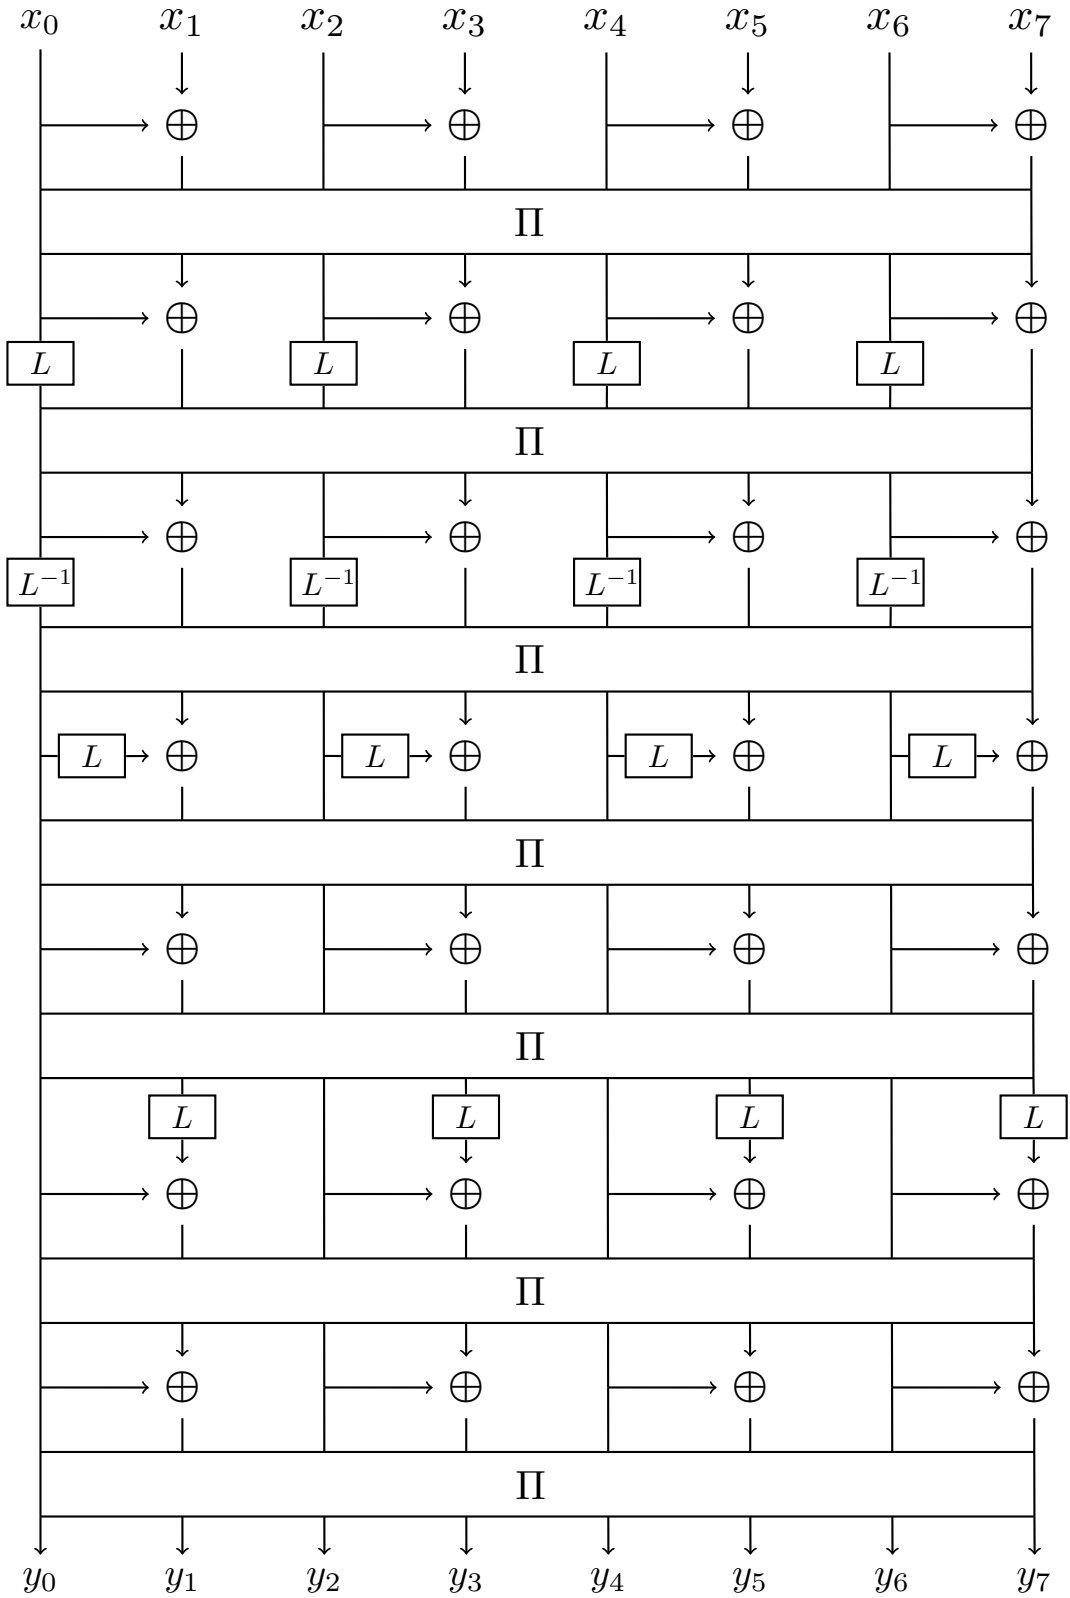 x₀ x₁ x₂ x₃ x₄ x₅ x₆ x₇
Π
L L L L
Π
L⁻¹ L⁻¹ L⁻¹ L⁻¹
Π
L L L L
Π
Π
L L L L
Π
Π
y₀ y₁ y₂ y₃ y₄ y₅ y₆ y₇